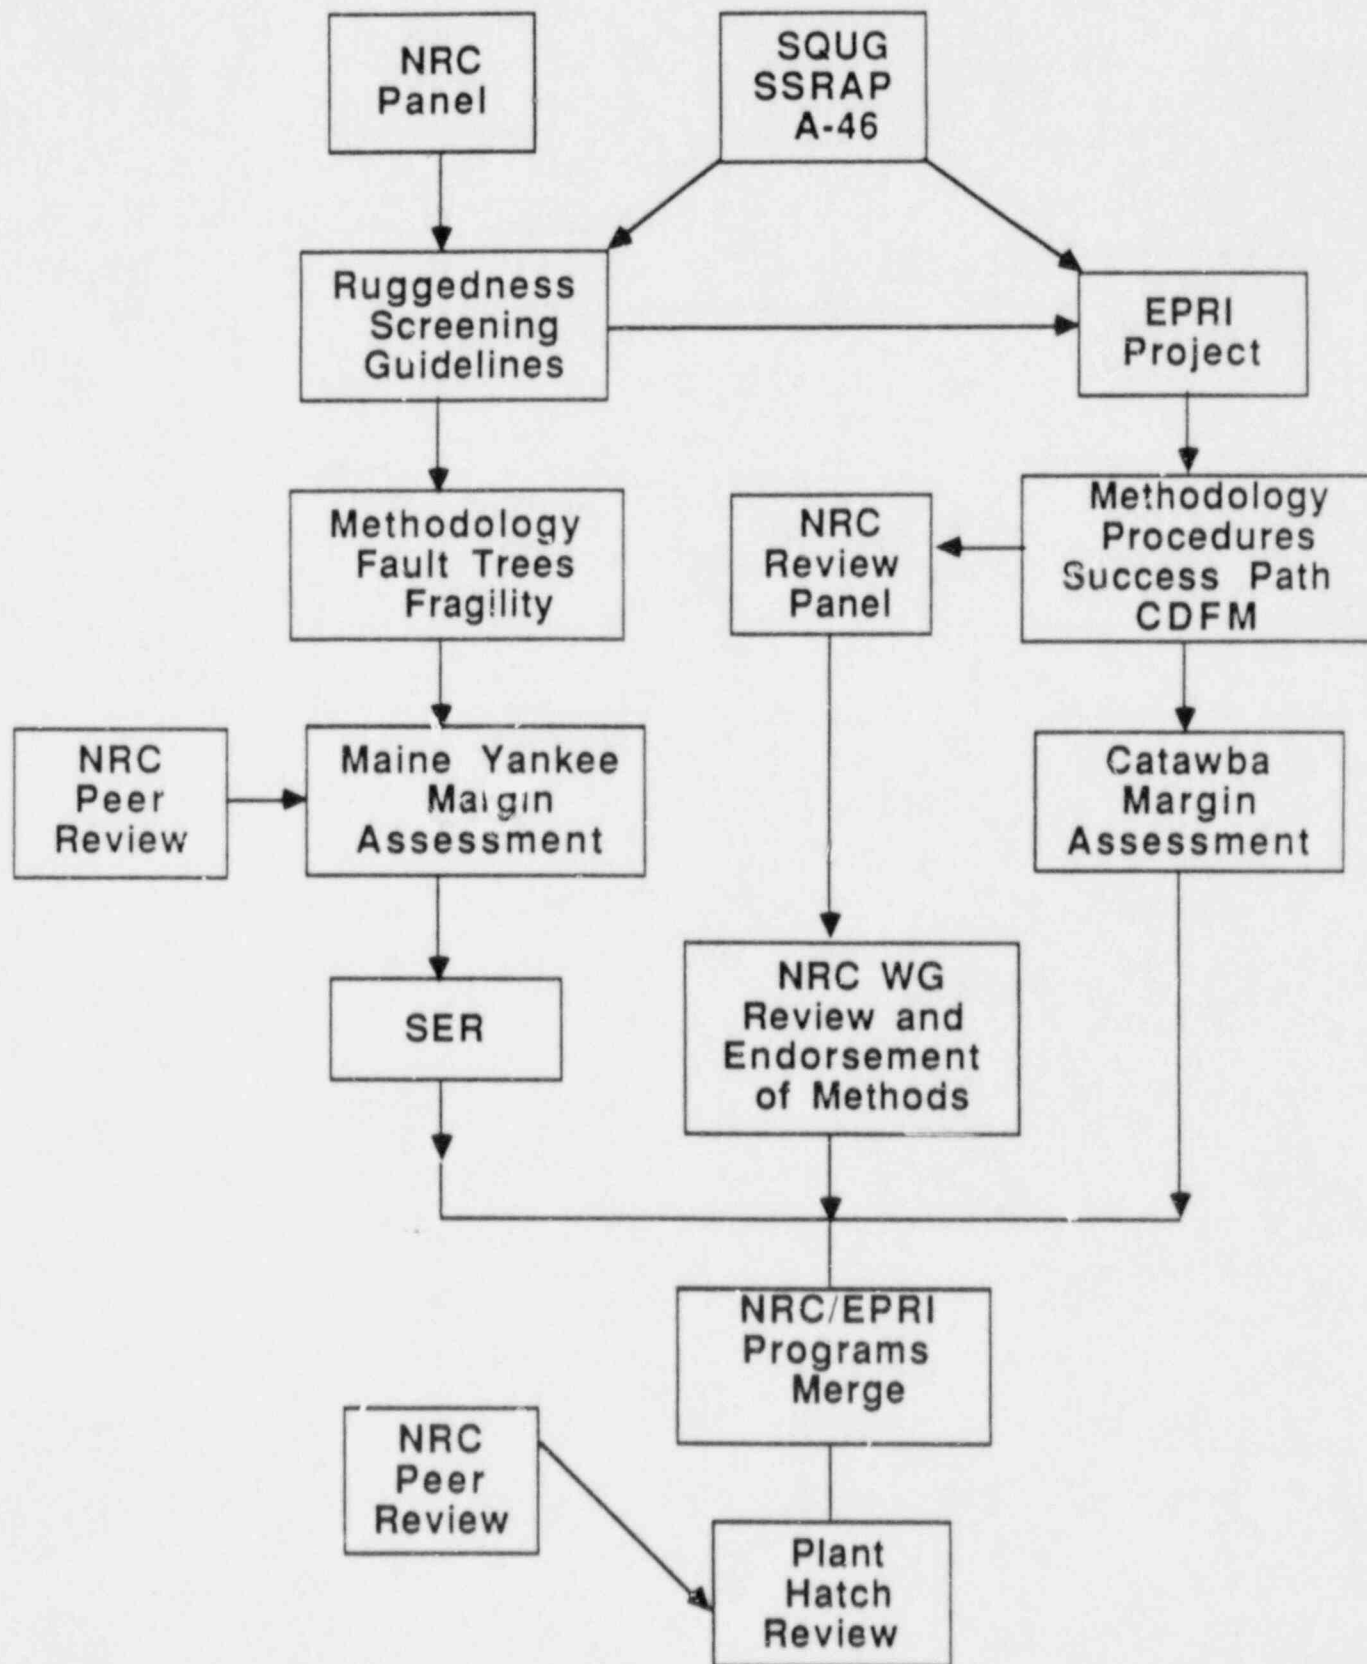 NRC
Panel
SQUG
SSRAP
A-46
Ruggedness
Screening
Guidelines
EPRI
Project
Methodology
Fault Trees
Fragility
NRC
Review
Panel
Methodology
Procedures
Success Path
CDFM
NRC
Peer
Review
Maine Yankee
Margin
Assessment
Catawba
Margin
Assessment
SER
NRC WG
Review and
Endorsement
of Methods
NRC/EPRI
Programs
Merge
NRC
Peer
Review
Plant
Hatch
Review